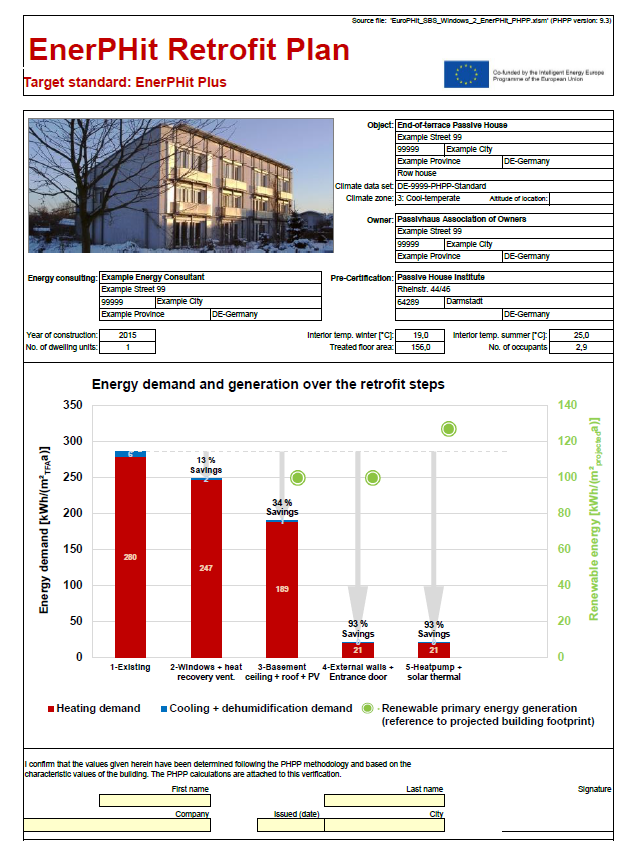 Source file: 'EuroPHit_SBS_Windows_2_EnerPHit_PHPP.xlsm' (PHPP version: 9.3)
EnerPHit Retrofit Plan
Target standard: EnerPHit Plus
Co-funded by the Intelligent Energy Europe
Programme of the European Union
Object: End-of-terrace Passive House
Example Street 99
99999 Example City
Example Province DE-Germany
Row house
Climate data set: DE-9999-PHPP-Standard
Climate zone: 3: Cool-temperate Altitude of location:
Owner: Passivhaus Association of Owners
Example Street 99
99999 Example City
Example Province DE-Germany
Energy consulting: Example Energy Consultant
Example Street 99
99999 Example City
Example Province DE-Germany
Pre-Certification: Passive House Institute
Rheinstr. 44/46
64289 Darmstadt
DE-Germany
Year of construction: 2015 Interior temp. winter [°C]: 19,0 Interior temp. summer [°C]: 25,0
No. of dwelling units: 1 Treated floor area: 156,0 No. of occupants 2,9
Energy demand and generation over the retrofit steps
Energy demand [kWh/(m²TFAa)]
350
300
250
200
150
100
50
0
6
280
13 %
Savings
2
247
34 %
Savings
189
93 %
Savings
21
93 %
Savings
21
140
120
100
80
60
40
20
0
Renewable energy [kWh/(m²projecteda)]
1-Existing
2-Windows + heat
recovery vent.
3-Basement
ceiling + roof + PV
4-External walls +
Entrance door
5-Heatpump +
solar thermal
Heating demand
Cooling + dehumidification demand
Renewable primary energy generation
(reference to projected building footprint)
I confirm that the values given herein have been determined following the PHPP methodology and based on the
characteristic values of the building. The PHPP calculations are attached to this verification.
First name Last name Signature
Company Issued (date) City